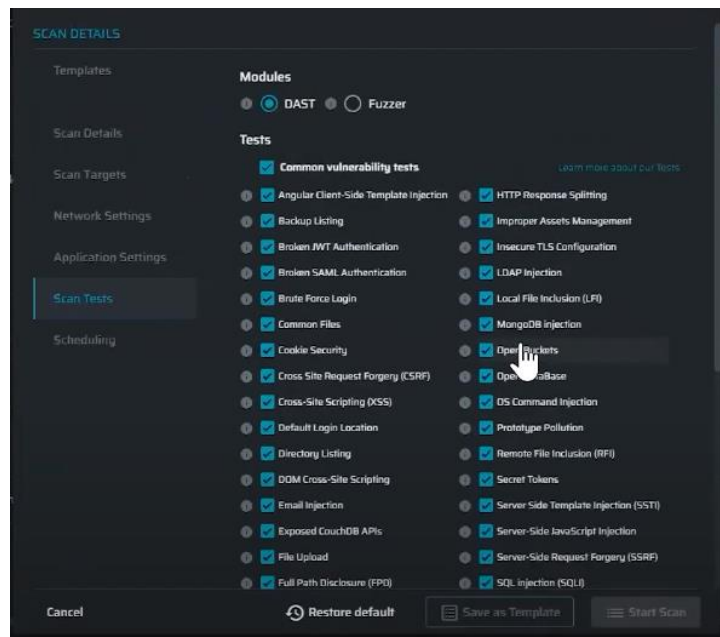 SCAN DETAILS
Templates
Scan Details
Scan Targets
Network Settings
Application Settings
Scan Tests
Scheduling
Modules
DAST
Fuzzer
Tests
Common vulnerability tests
Learn more about our Tests
Angular Client-Side Template Injection
Backup Listing
Broken JWT Authentication
Broken SAML Authentication
Brute Force Login
Common Files
Cookie Security
Cross Site Request Forgery (CSRF)
Cross-Site Scripting (XSS)
Default Login Location
Directory Listing
DOM Cross-Site Scripting
Email Injection
Exposed CouchDB APIs
File Upload
Full Path Disclosure (FPD)
HTTP Response Splitting
Improper Assets Management
Insecure TLS Configuration
LDAP Injection
Local File Inclusion (LFI)
MongoDB injection
Open Buckets
Open
OS Command Injection
Prototype Pollution
Remote File Inclusion (RFI)
Secret Tokens
Server Side Template Injection (SSTI)
Server-Side JavaScript Injection
Server-Side Request Forgery (SSRF)
SQL injection (SQLI)
Cancel
Restore default
Save as Template
Start Scan